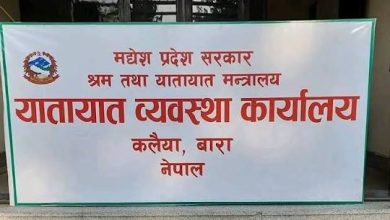 मधेश प्रदेश सरकार
श्रम तथा यातायात मन्त्रालय
यातायात व्यवस्था कार्यालय
कलैया, बारा
नेपाल